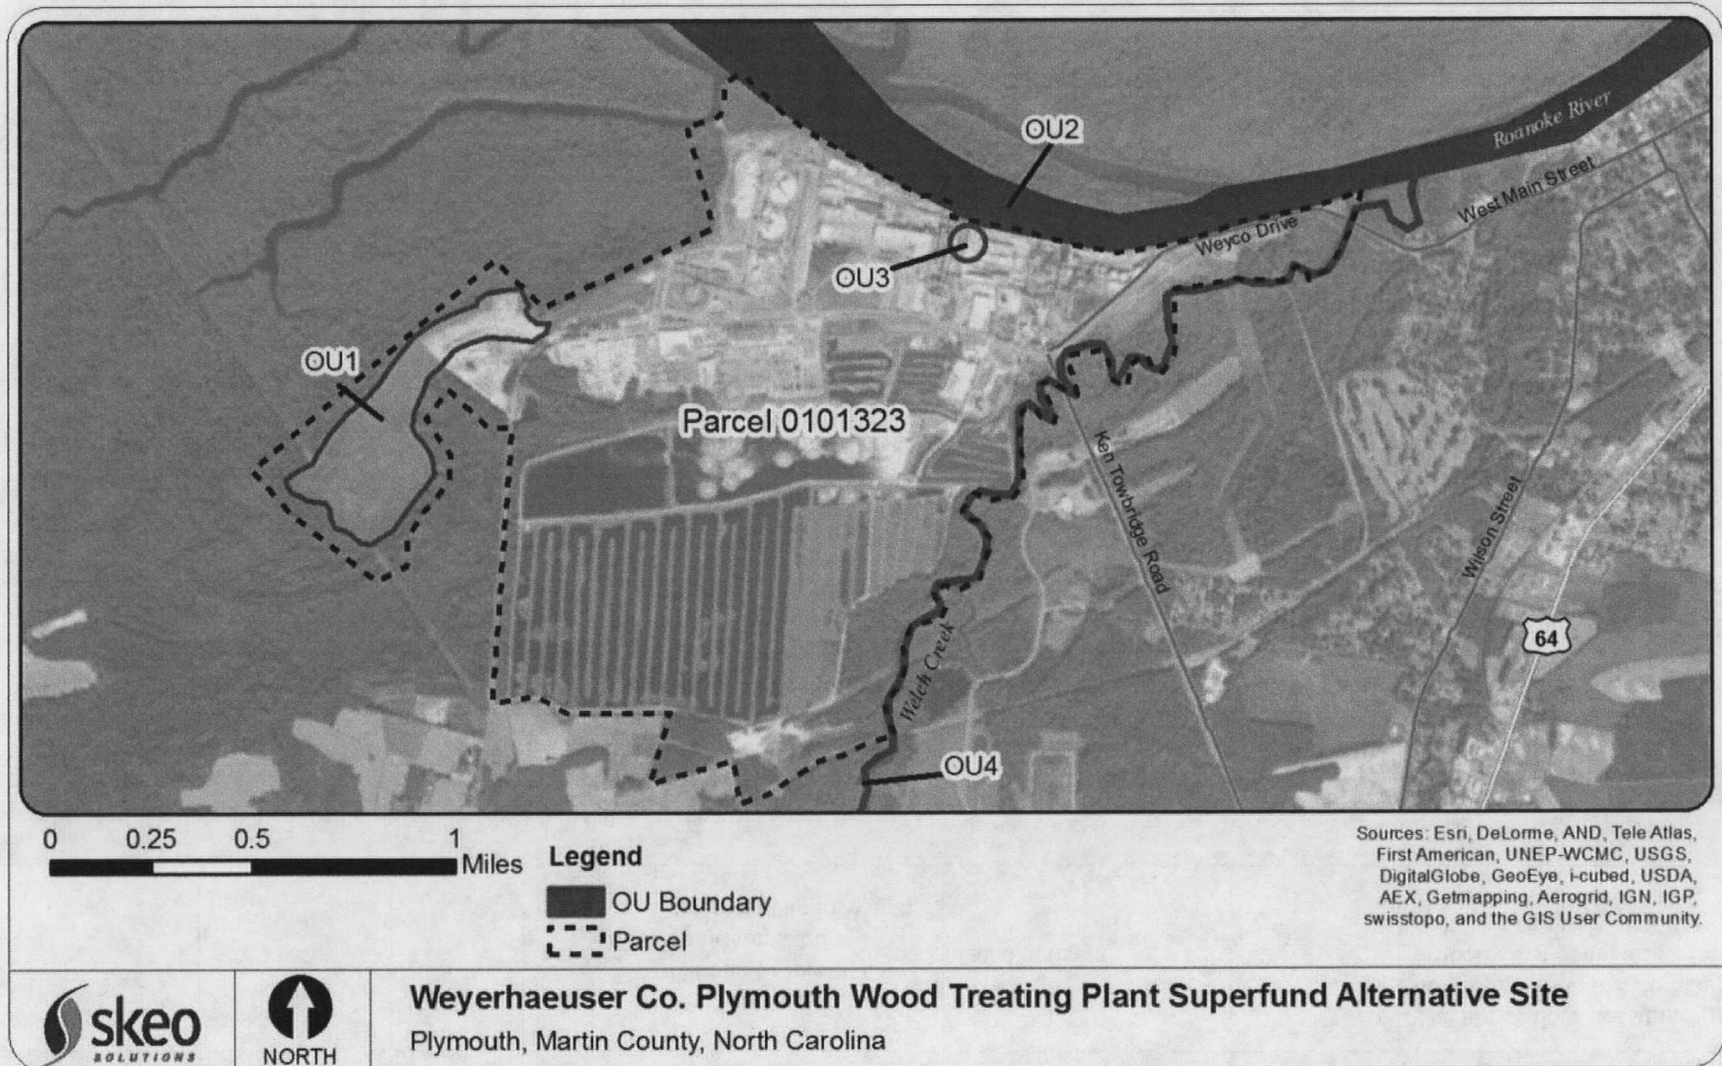 OU2
Roanoke River
West Main Street
Weyco Drive
OU3
OU1
Parcel 0101323
Ken Towbridge Road
Wilson Street
64
Welch Creek
OU4
0 0.25 0.5 1
Miles
Legend
OU Boundary
Parcel
Sources: Esri, DeLorme, AND, Tele Atlas,
First American, UNEP-WCMC, USGS,
DigitalGlobe, GeoEye, i-cubed, USDA,
AEX, Getmapping, Aerogrid, IGN, IGP,
swisstopo, and the GIS User Community.
skeo
SOLUTIONS
NORTH
Weyerhaeuser Co. Plymouth Wood Treating Plant Superfund Alternative Site
Plymouth, Martin County, North Carolina